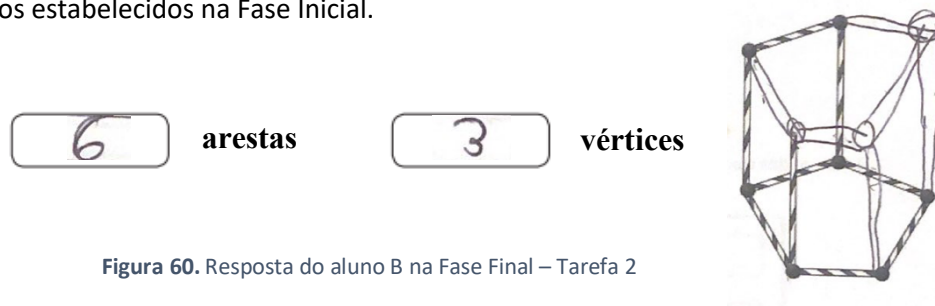 os estabelecidos na Fase Inicial.
6 arestas 3 vértices
Figura 60. Resposta do aluno B na Fase Final – Tarefa 2